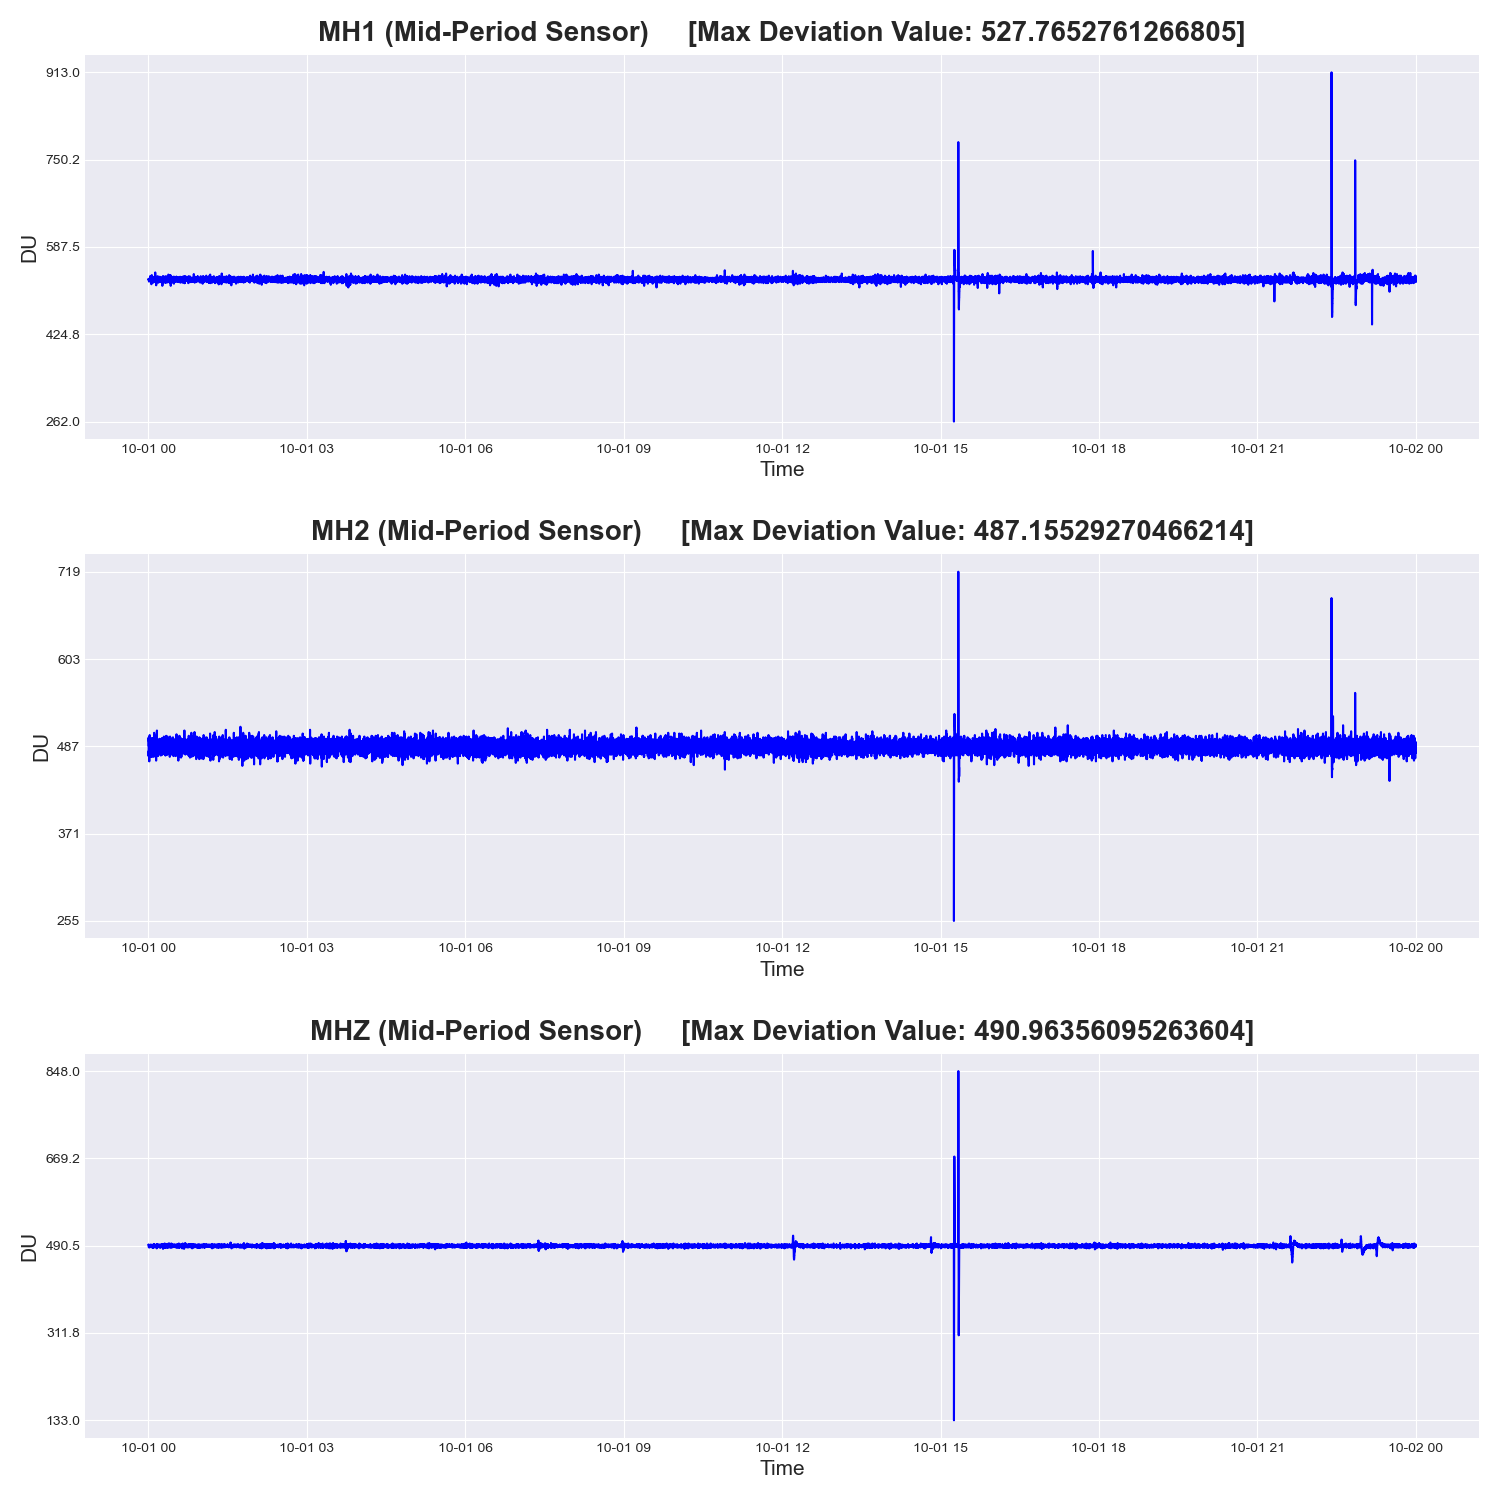 MH1 (Mid-Period Sensor) [Max Deviation Value: 527.7652761266805]
913.0
750.2
587.5
424.8
262.0
DU
10-01 00 10-01 03 10-01 06 10-01 09 10-01 12 10-01 15 10-01 18 10-01 21 10-02 00
Time
MH2 (Mid-Period Sensor) [Max Deviation Value: 487.15529270466214]
719
603
487
371
255
DU
10-01 00 10-01 03 10-01 06 10-01 09 10-01 12 10-01 15 10-01 18 10-01 21 10-02 00
Time
MHZ (Mid-Period Sensor) [Max Deviation Value: 490.96356095263604]
848.0
669.2
490.5
311.8
133.0
DU
10-01 00 10-01 03 10-01 06 10-01 09 10-01 12 10-01 15 10-01 18 10-01 21 10-02 00
Time